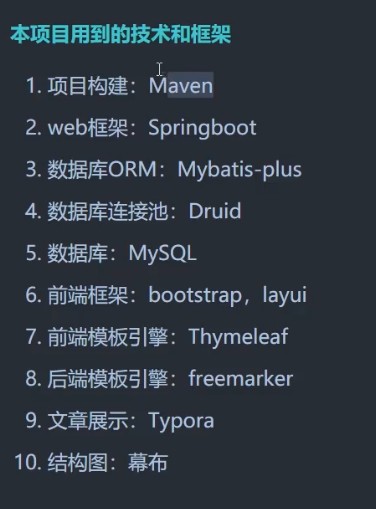 本项目用到的技术和框架
1. 项目构建：Maven
2. web框架：Springboot
3. 数据库ORM：Mybatis-plus
4. 数据库连接池：Druid
5. 数据库：MySQL
6. 前端框架：bootstrap，layui
7. 前端模板引擎：Thymeleaf
8. 后端模板引擎：freemarker
9. 文章展示：Typora
10. 结构图：幕布